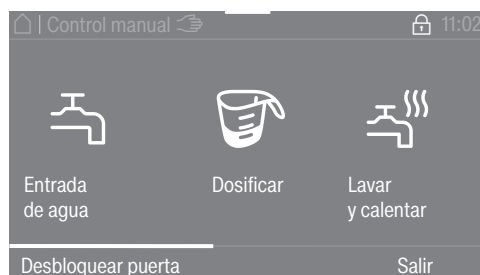 | Control manual 11:02
Entrada
de agua
Dosificar
Lavar
y calentar
Desbloquear puerta
Salir